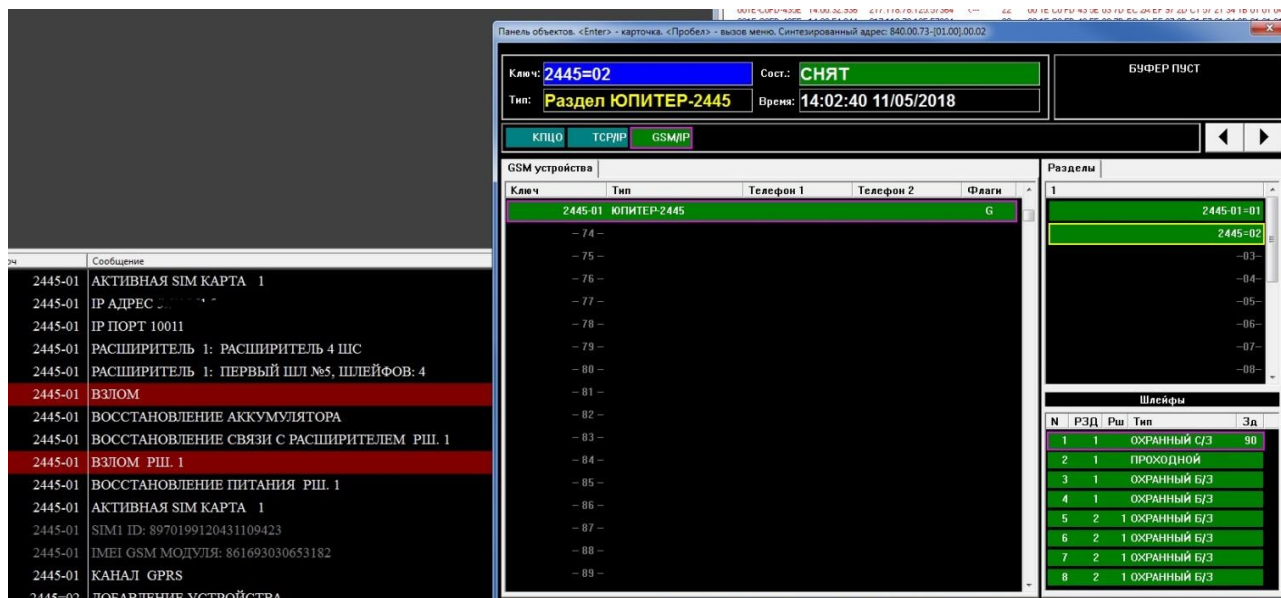 Панель объектов. <Enter> - карточка. <Пробел> - вызов меню. Синтезированный адрес: 840.00.73-[01.00].00.02
Ключ: 2445=02 Сост.: СНЯТ
Тип: Раздел ЮПИТЕР-2445 Время: 14:02:40 11/05/2018
БУФЕР ПУСТ
КПЦО TCP/IP GSM/IP
GSM устройства
Ключ Тип Телефон 1 Телефон 2 Флаги
2445-01 ЮПИТЕР-2445 G
– 74 –
– 75 –
– 76 –
– 77 –
– 78 –
– 79 –
– 80 –
– 81 –
– 82 –
– 83 –
– 84 –
– 85 –
– 86 –
– 87 –
– 88 –
– 89 –
Разделы
1
2445-01=01
2445=02
–03–
–04–
–05–
–06–
–07–
–08–
Шлейфы
N РЗД Рш Тип Зд
1 1 ОХРАННЫЙ С/З 90
2 1 ПРОХОДНОЙ
3 1 ОХРАННЫЙ Б/З
4 1 ОХРАННЫЙ Б/З
5 2 1 ОХРАННЫЙ Б/З
6 2 1 ОХРАННЫЙ Б/З
7 2 1 ОХРАННЫЙ Б/З
8 2 1 ОХРАННЫЙ Б/З
Сообщение
2445-01 АКТИВНАЯ SIM КАРТА 1
2445-01 IP АДРЕС
2445-01 IP ПОРТ 10011
2445-01 РАСШИРИТЕЛЬ 1: РАСШИРИТЕЛЬ 4 ШС
2445-01 РАСШИРИТЕЛЬ 1: ПЕРВЫЙ ШЛ №5, ШЛЕЙФОВ: 4
2445-01 ВЗЛОМ
2445-01 ВОССТАНОВЛЕНИЕ АККУМУЛЯТОРА
2445-01 ВОССТАНОВЛЕНИЕ СВЯЗИ С РАСШИРИТЕЛЕМ РШ. 1
2445-01 ВЗЛОМ РШ. 1
2445-01 ВОССТАНОВЛЕНИЕ ПИТАНИЯ РШ. 1
2445-01 АКТИВНАЯ SIM КАРТА 1
2445-01 SIM1 ID: 8970199120431109423
2445-01 IMEI GSM МОДУЛЯ: 861693030653182
2445-01 КАНАЛ GPRS
2445=02 ДОБАВЛЕНИЕ УСТРОЙСТВА